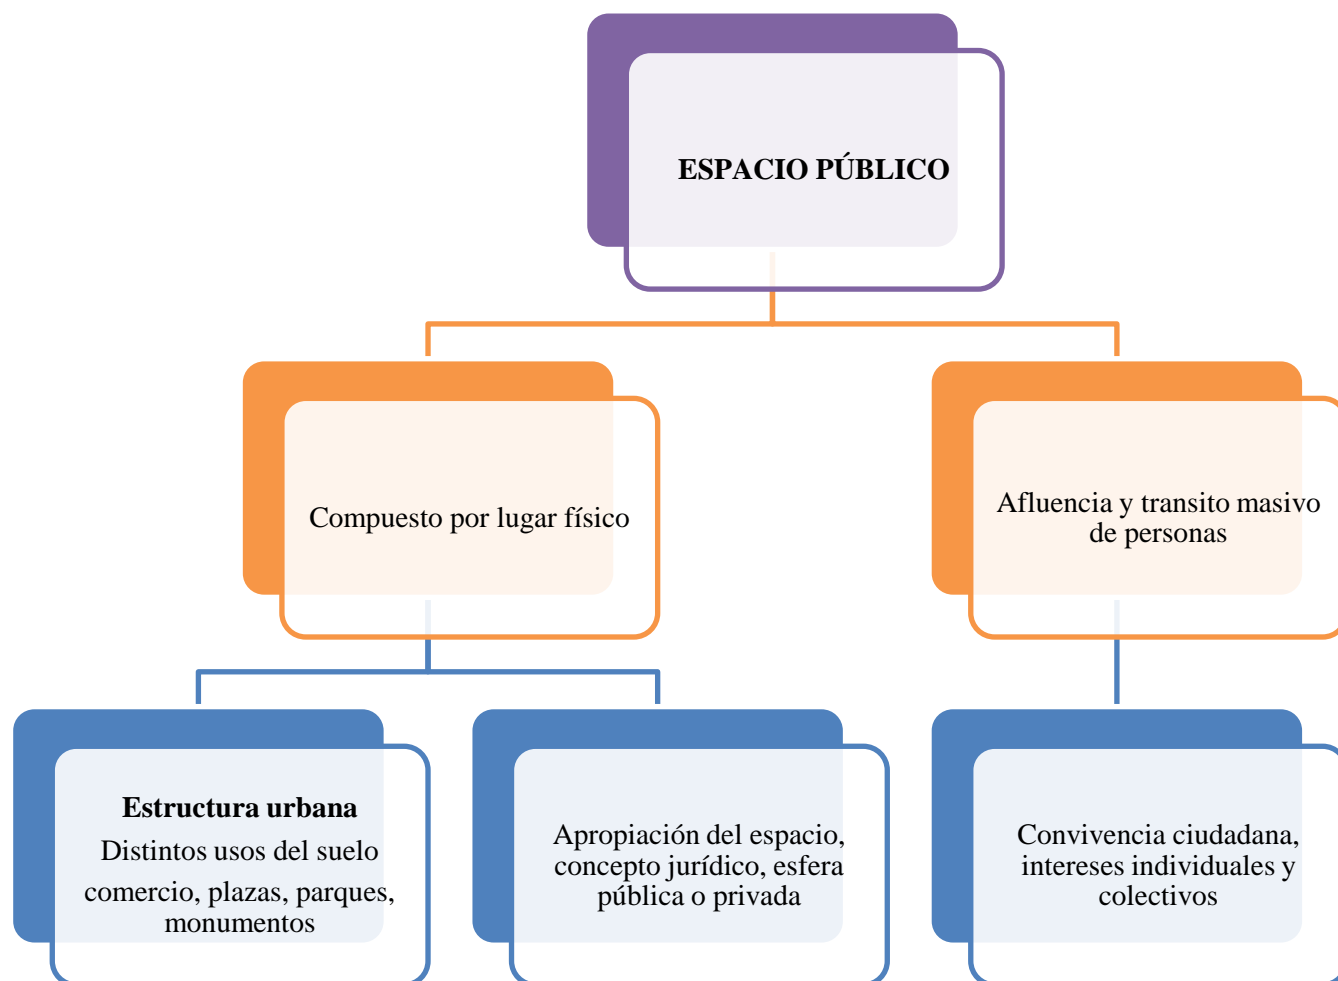 ESPACIO PÚBLICO
Compuesto por lugar físico
Afluencia y transito masivo
de personas
Estructura urbana
Distintos usos del suelo
comercio, plazas, parques,
monumentos
Apropiación del espacio,
concepto jurídico, esfera
pública o privada
Convivencia ciudadana,
intereses individuales y
colectivos